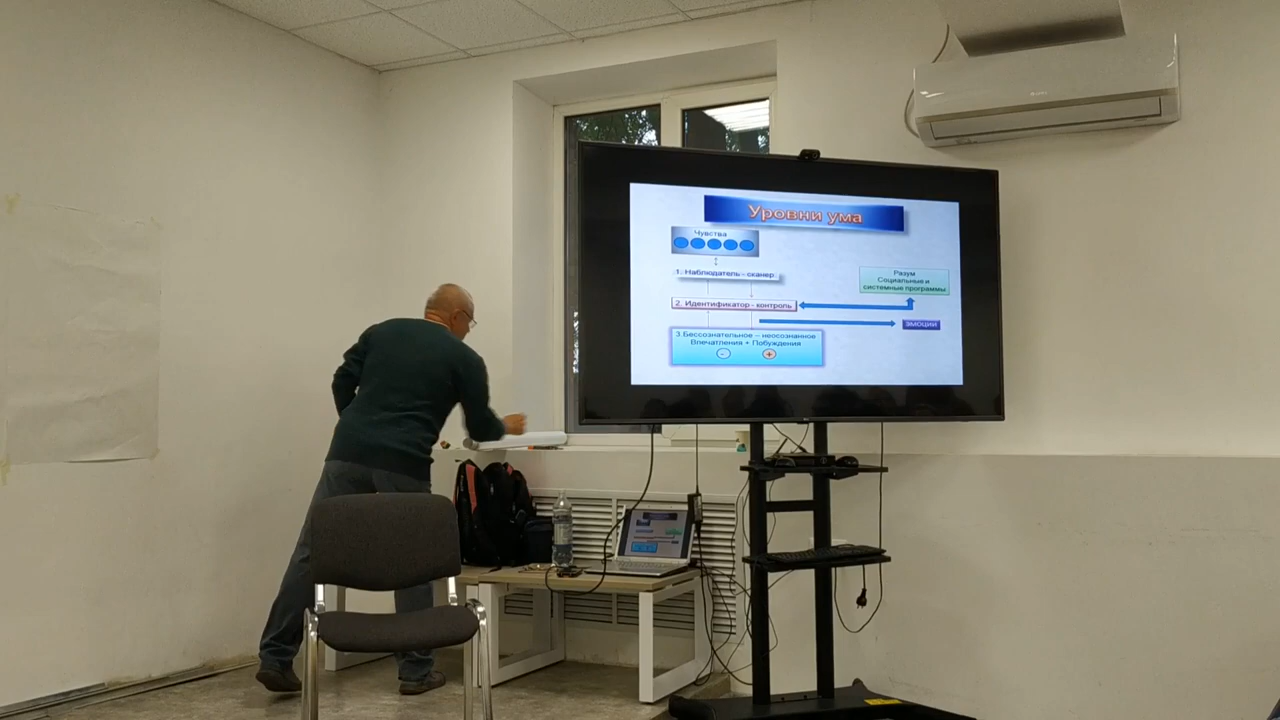 Уровни ума
Чувства
1. Наблюдатель - сканер
Разум
Социальные и
системные программы
2. Идентификатор - контроль
эмоции
3.Бессознательное – неосознанное
Впечатления + Побуждения
- +